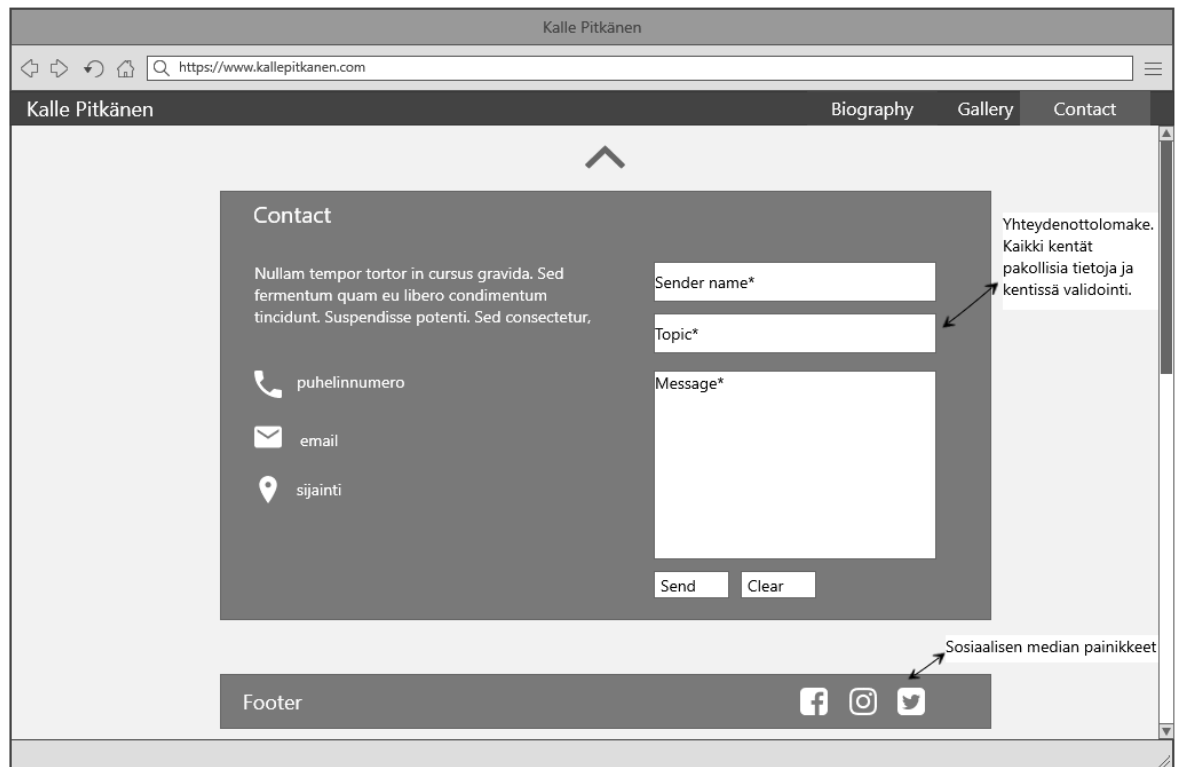 Kalle Pitkänen
https://www.kallepitkanen.com
Kalle Pitkänen
Biography
Gallery
Contact
Contact
Nullam tempor tortor in cursus gravida. Sed
fermentum quam eu libero condimentum
tincidunt. Suspendisse potenti. Sed consectetur,
puhelinnumero
email
sijainti
Sender name*
Topic*
Message*
Send
Clear
Yhteydenottolomake.
Kaikki kentät
pakollisia tietoja ja
kentissä validointi.
Sosiaalisen median painikkeet
Footer